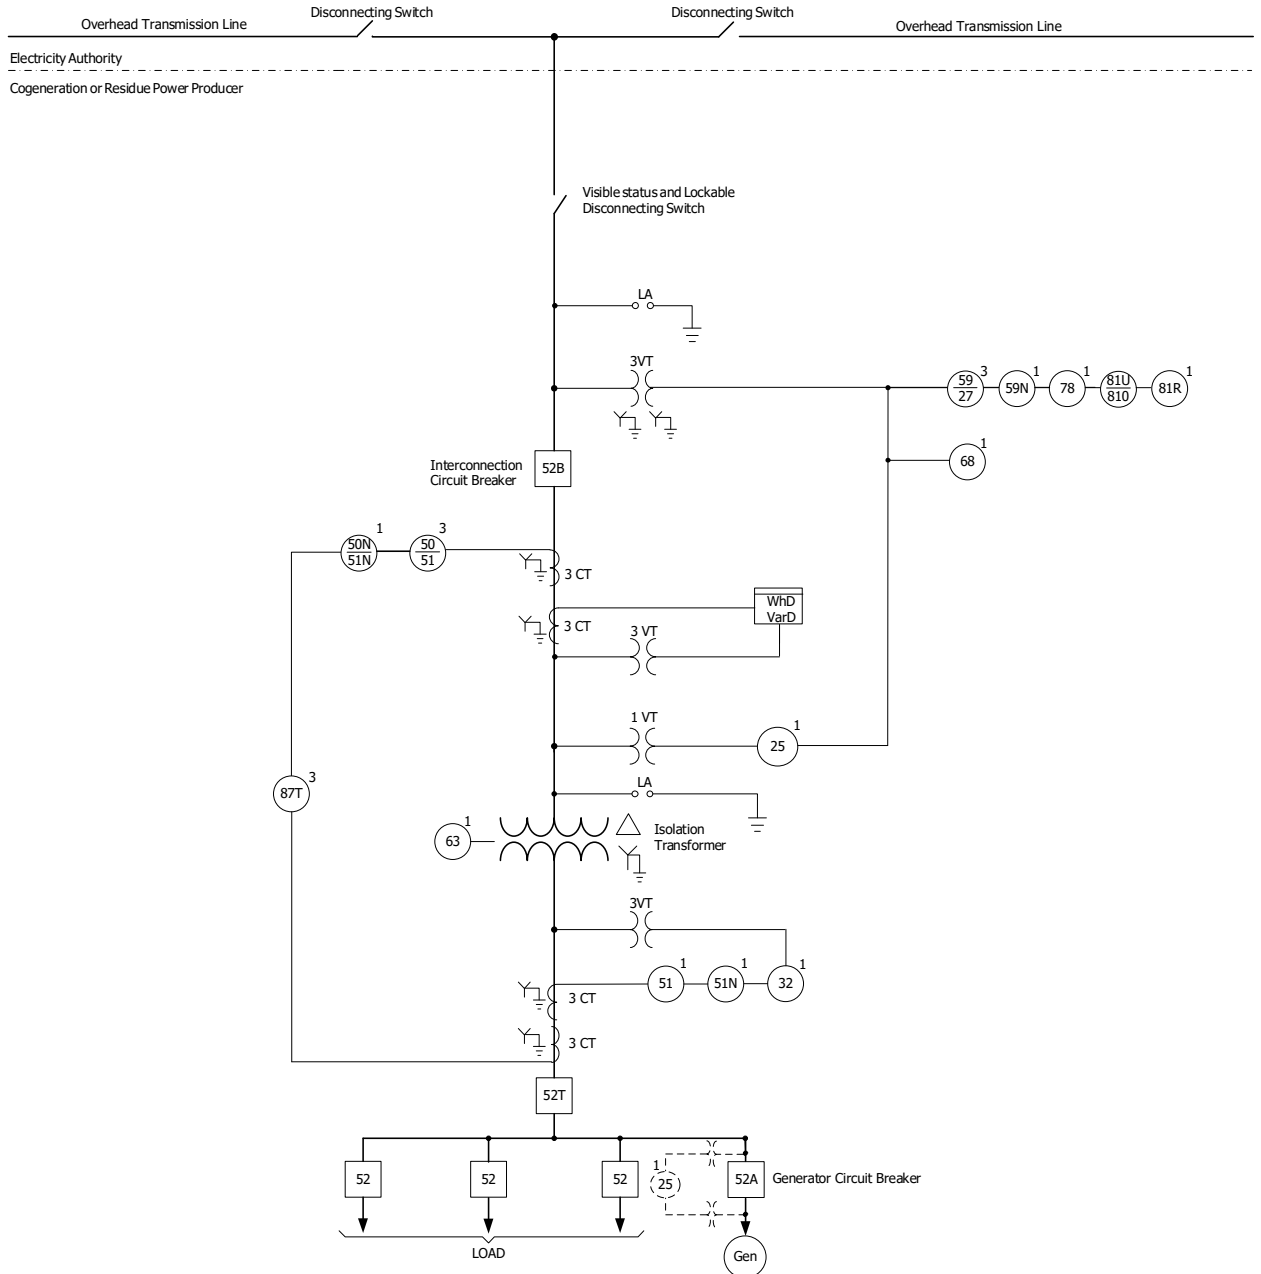 Disconnecting Switch
Disconnecting Switch
Overhead Transmission Line
Overhead Transmission Line
Electricity Authority
Cogeneration or Residue Power Producer
Visible status and Lockable
Disconnecting Switch
LA
3VT
59
27
3
59N
1
78
1
81U
810
81R
1
68
1
Interconnection
Circuit Breaker
52B
50N
51N
1
50
51
3
3 CT
WhD
VarD
3 CT
3 VT
1 VT
25
1
LA
87T
3
63
1
Isolation
Transformer
3VT
51
1
51N
1
32
1
3 CT
3 CT
52T
52
52
52
1
25
52A
Generator Circuit Breaker
LOAD
Gen